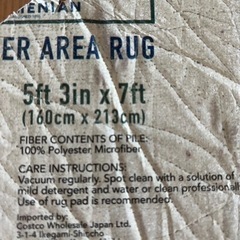 ENIAN
ER AREA RUG
5ft 3in x 7ft
(160cm x 213cm)
FIBER CONTENTS OF PILE:
100% Polyester Microfiber
CARE INSTRUCTIONS:
Vacuum regularly. Spot clean with a solution of
mild detergent and water or clean professionall
Use of rug pad is recommended.
Imported by:
Costco Wholesale Japan Ltd.
3-1-4 Ikegami-Shincho